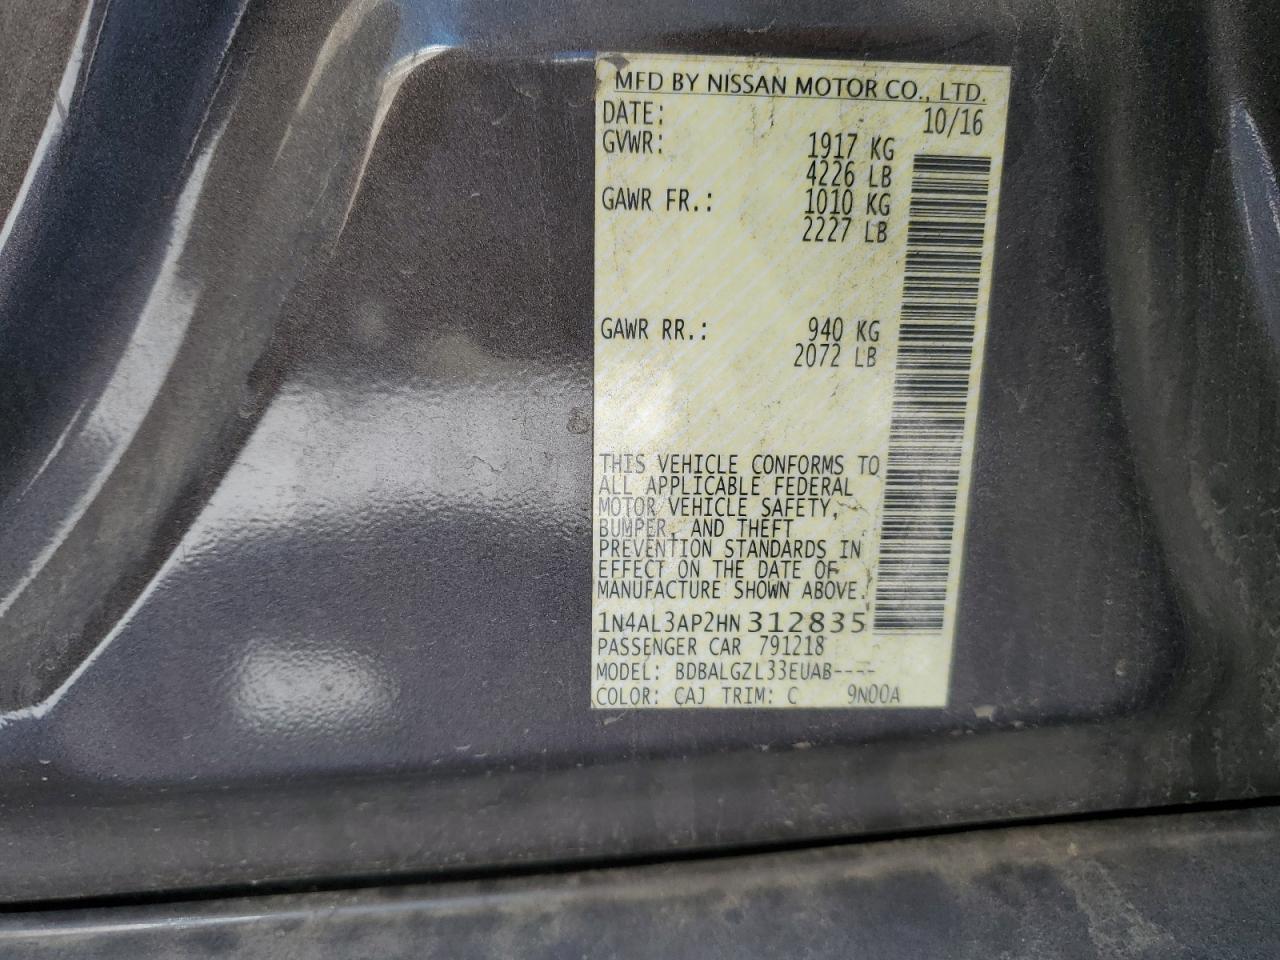 MFD BY NISSAN MOTOR CO., LTD.
DATE: 10/16
GVWR: 1917 KG
4226 LB
GAWR FR.: 1010 KG
2227 LB
GAWR RR.: 940 KG
2072 LB
THIS VEHICLE CONFORMS TO
ALL APPLICABLE FEDERAL
MOTOR VEHICLE SAFETY,
BUMPER, AND THEFT
PREVENTION STANDARDS IN
EFFECT ON THE DATE OF
MANUFACTURE SHOWN ABOVE.
1N4AL3AP2HN312835
PASSENGER CAR 791218
MODEL: BDBALGZL33EUAB----
COLOR: CAJ TRIM: C 9N00A